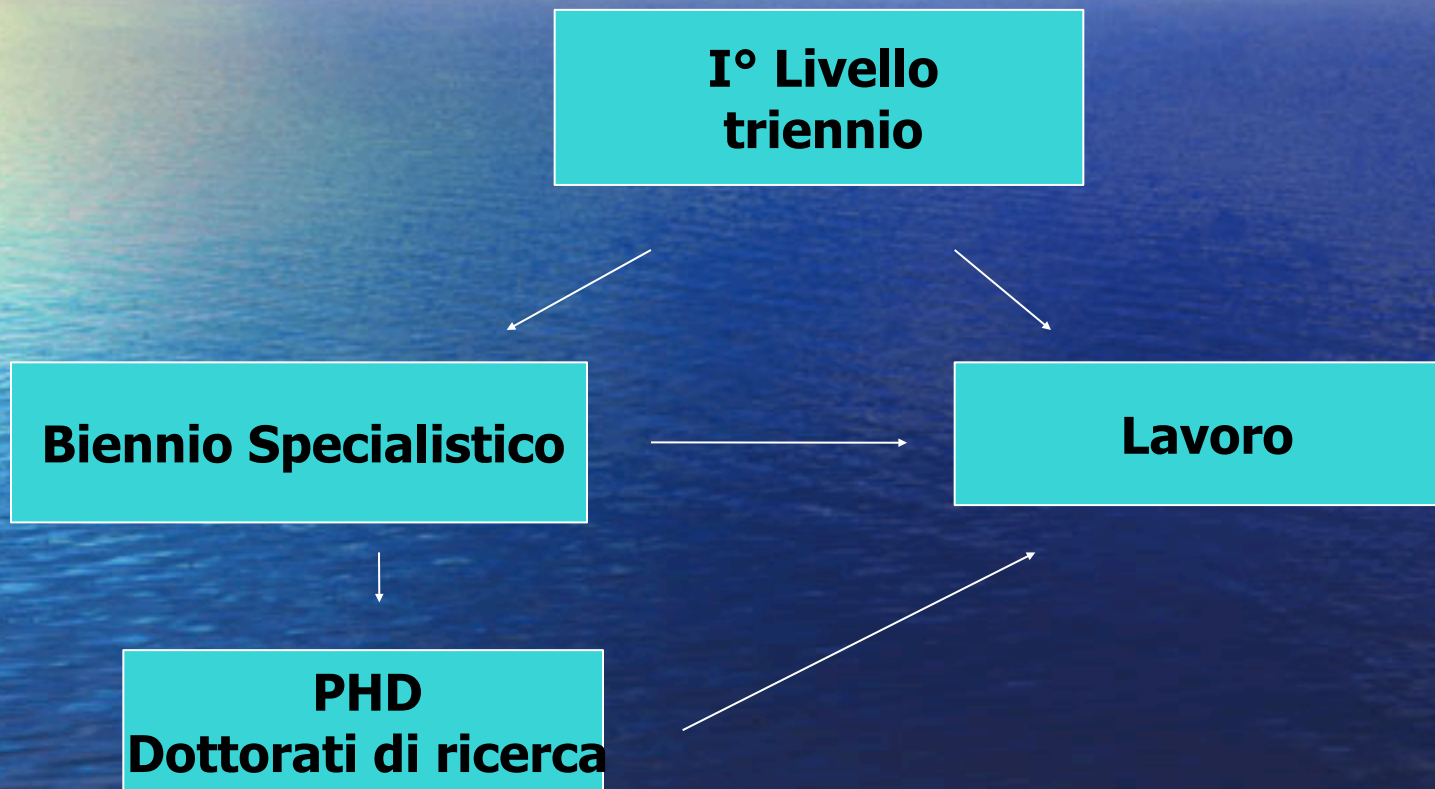 I° Livello
triennio
Biennio Specialistico
Lavoro
PHD
Dottorati di ricerca